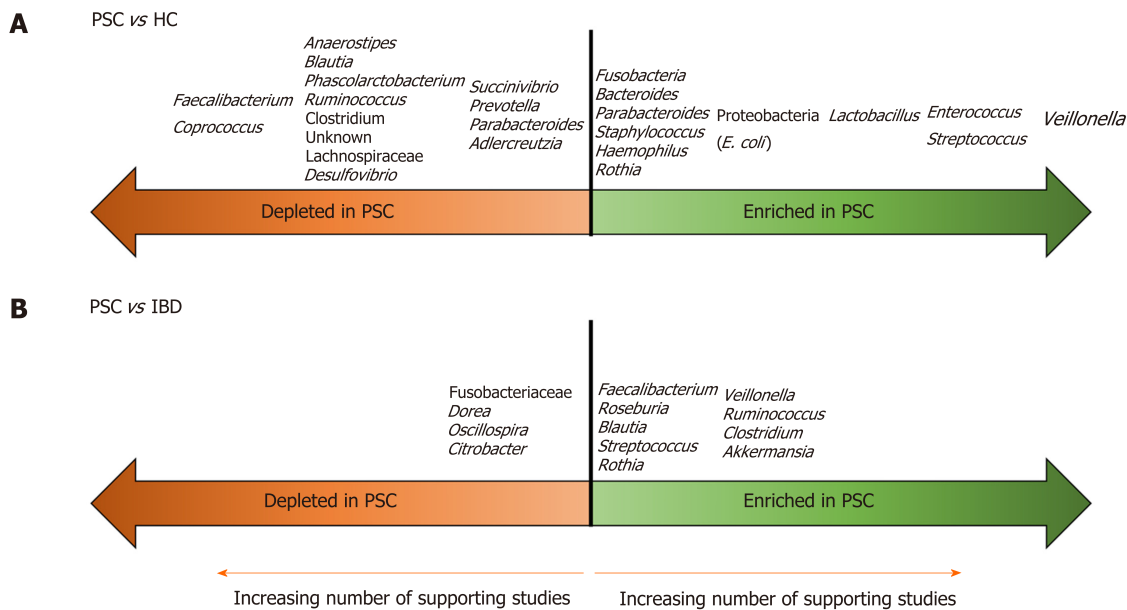 A
PSC vs HC
Faecalibacterium
Coprococcus
Anaerostipes
Blautia
Phascolarctobacterium
Ruminococcus
Clostridium
Unknown
Lachnospiraceae
Desulfovibrio
Succinivibrio
Prevotella
Parabacteroides
Adlercreutzia
Fusobacteria
Bacteroides
Parabacteroides
Staphylococcus
Haemophilus
Rothia
Proteobacteria
(E. coli)
Lactobacillus
Enterococcus
Streptococcus
Veillonella
Depleted in PSC
Enriched in PSC
B
PSC vs IBD
Fusobacteriaceae
Dorea
Oscillospira
Citrobacter
Faecalibacterium
Roseburia
Blautia
Streptococcus
Rothia
Veillonella
Ruminococcus
Clostridium
Akkermansia
Depleted in PSC
Enriched in PSC
Increasing number of supporting studies
Increasing number of supporting studies